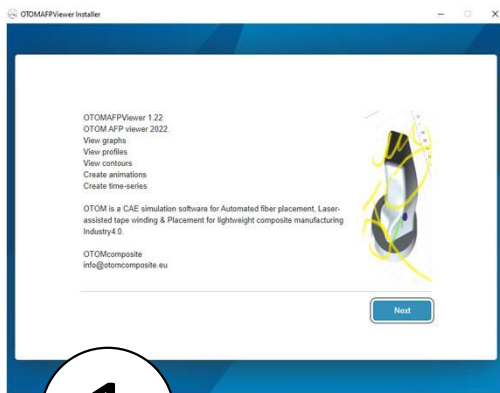 OTOMAFPViewer Installer
OTOMAFPViewer 1.22
OTOM AFP viewer 2022.
View graphs
View profiles
View contours
Create animations
Create time-series
OTOM is a CAE simulation software for Automated fiber placement, Laser-
assisted tape winding & Placement for lightweight composite manufacturing
Industry4.0.
OTOMcomposite
info@otomcomposite.eu
Next
1